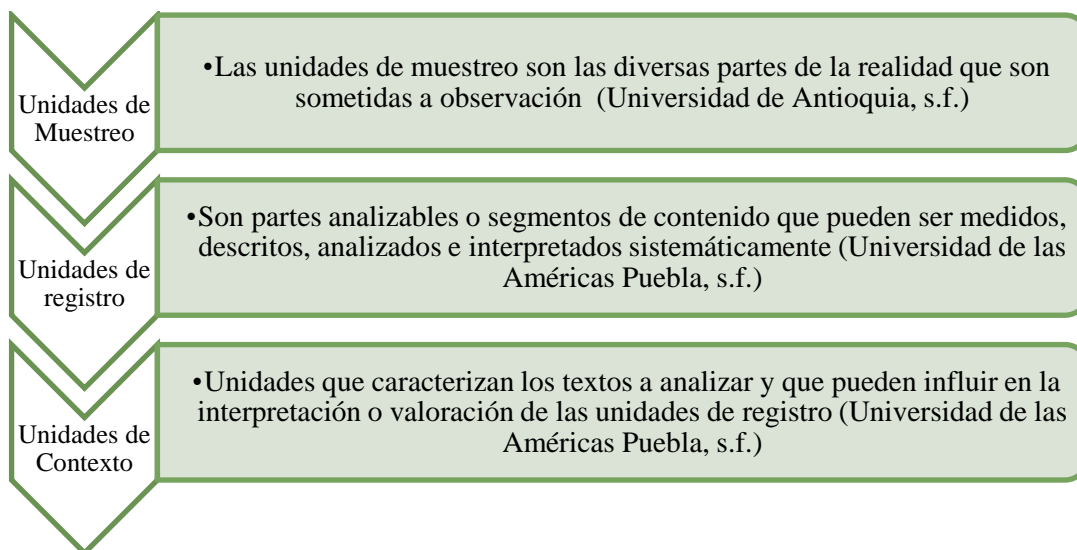 Unidades de
Muestreo
•Las unidades de muestreo son las diversas partes de la realidad que son
sometidas a observación (Universidad de Antioquia, s.f.)
Unidades de
registro
•Son partes analizables o segmentos de contenido que pueden ser medidos,
descritos, analizados e interpretados sistemáticamente (Universidad de las
Américas Puebla, s.f.)
Unidades de
Contexto
•Unidades que caracterizan los textos a analizar y que pueden influir en la
interpretación o valoración de las unidades de registro (Universidad de las
Américas Puebla, s.f.)